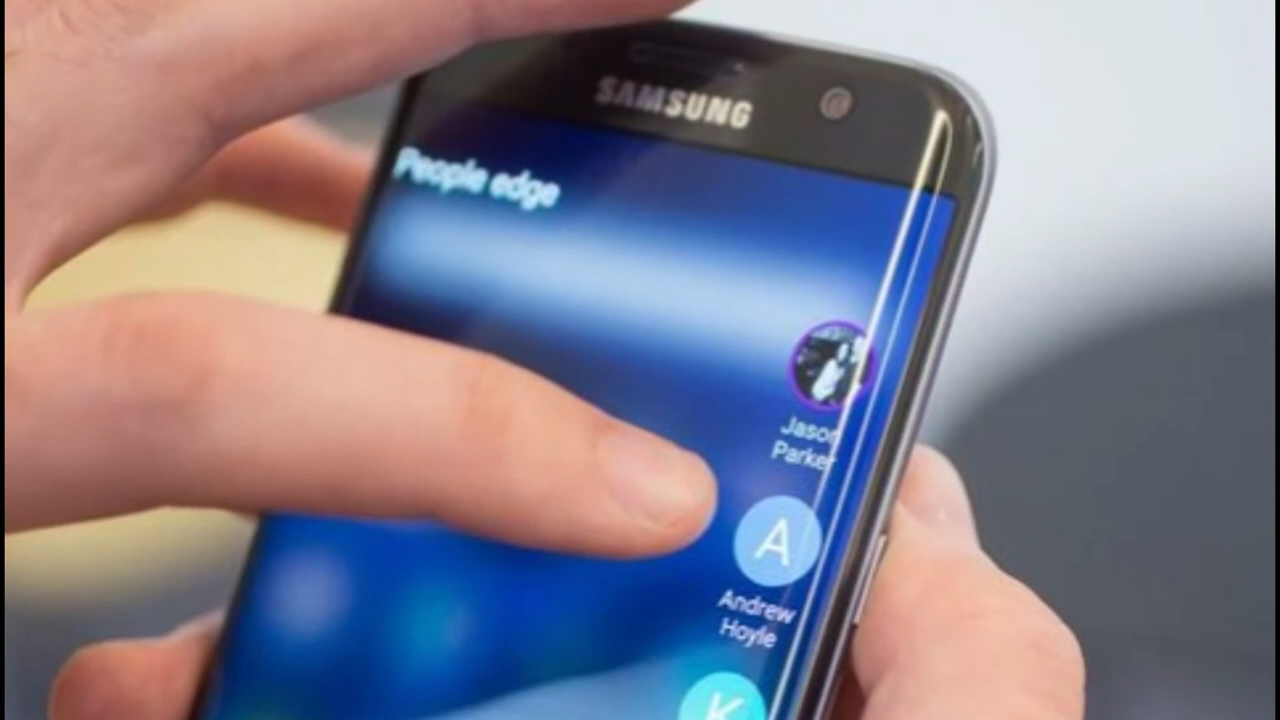 SAMSUNG
People edge
Jason
Parker
A
Andrew
Hoyle
K